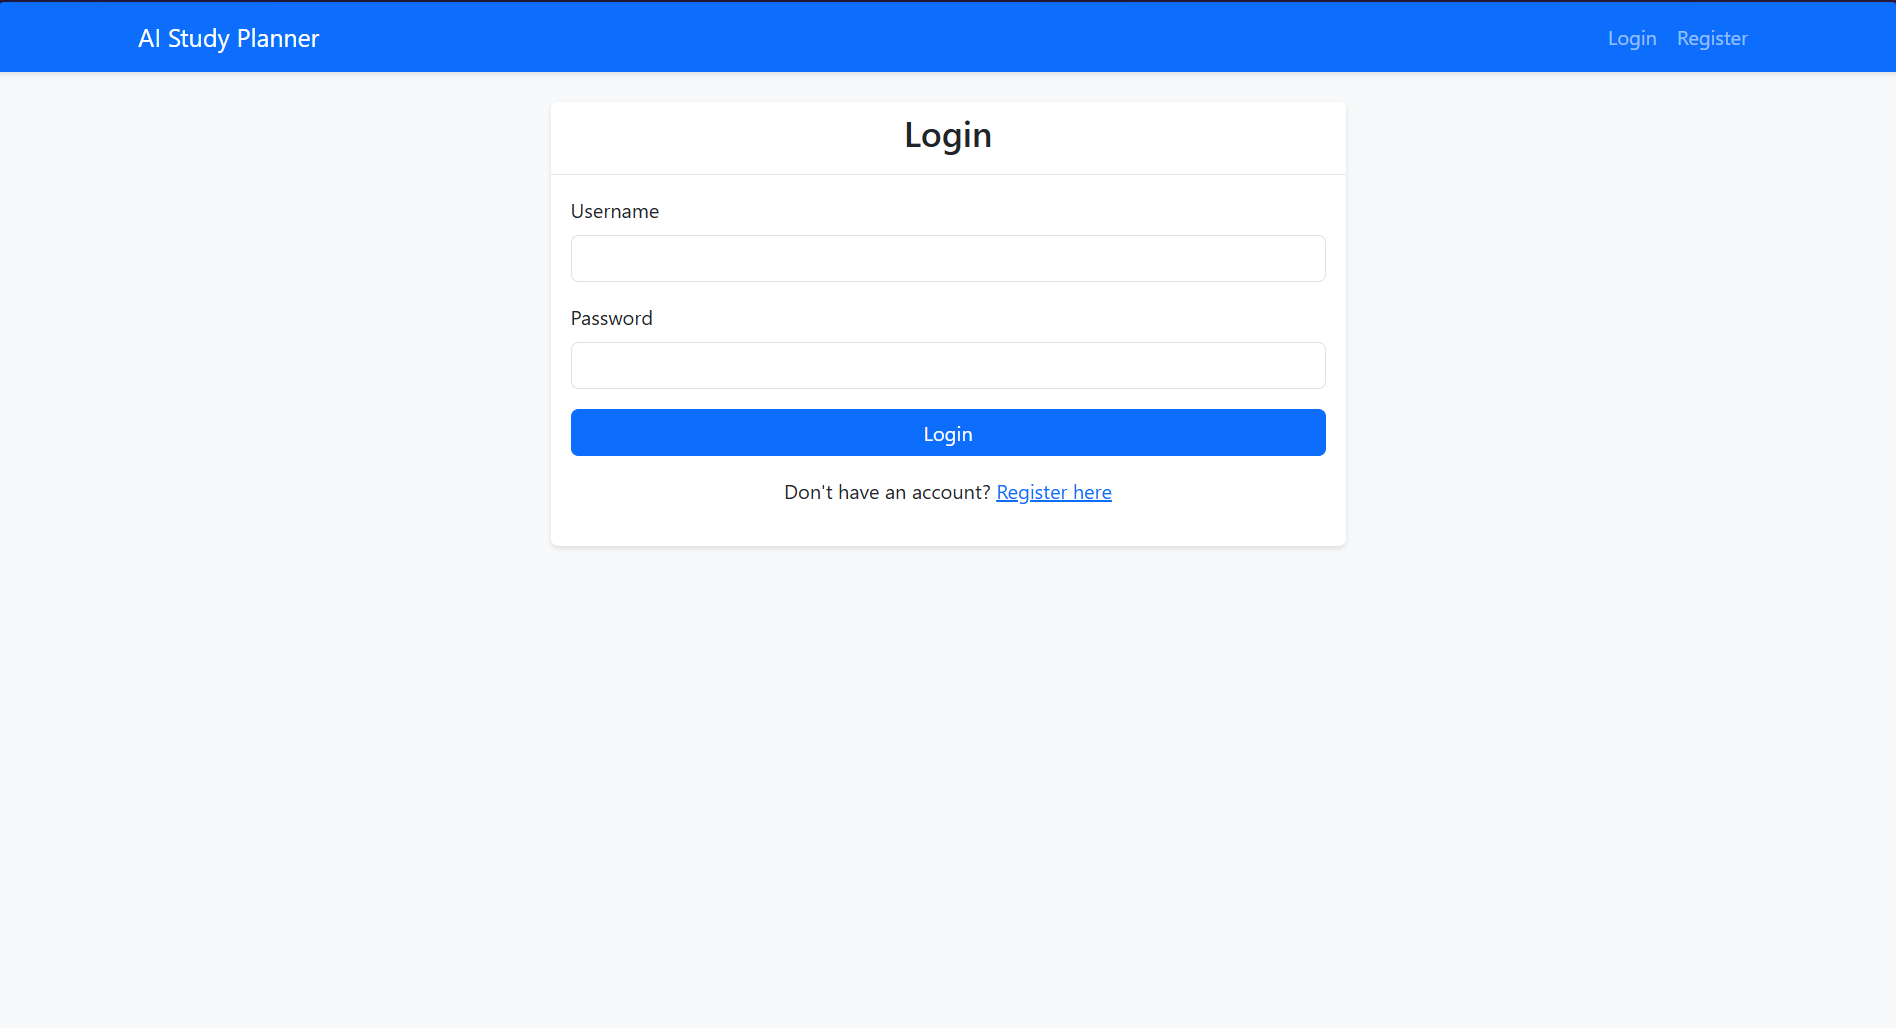 AI Study Planner
Login Register
Login
Username
Password
Login
Don't have an account? Register here